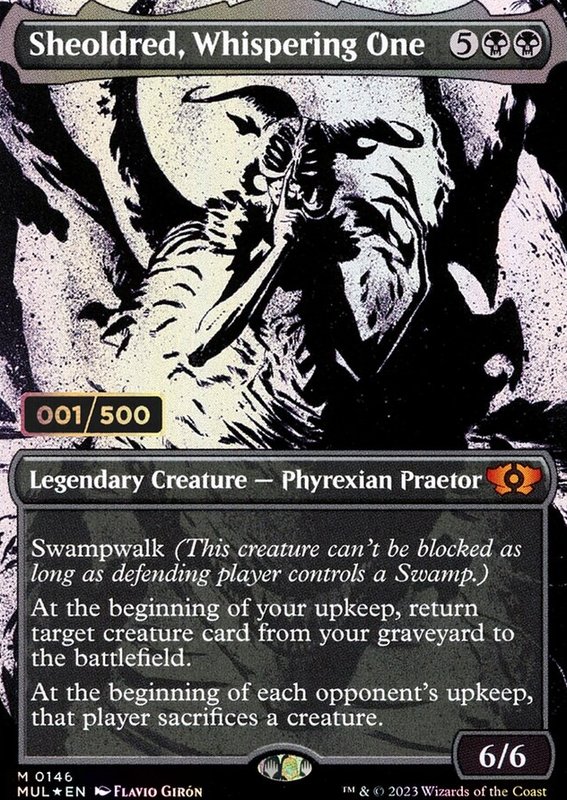 Sheoldred, Whispering One 5
001/500
Legendary Creature — Phyrexian Praetor
Swampwalk (This creature can't be blocked as
long as defending player controls a Swamp.)
At the beginning of your upkeep, return
target creature card from your graveyard to
the battlefield.
At the beginning of each opponent's upkeep,
that player sacrifices a creature.
6/6
M 0146
MUL★EN Flavio Girón ™ & © 2023 Wizards of the Coast